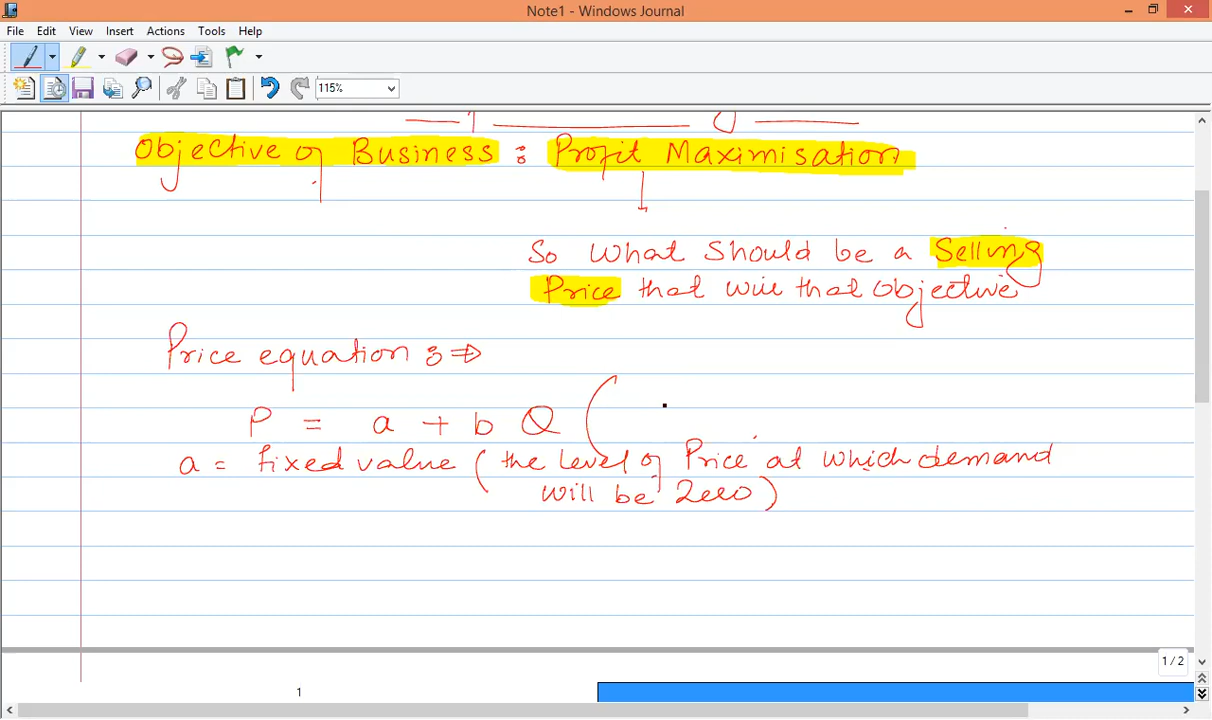 Note1 - Windows Journal
File Edit View Insert Actions Tools Help
115%
Objective of Business : Profit Maximisation
So What Should be a Selling
Price that will that Objective
Price equation :⇒
P = a + b Q (
a = fixed value ( the level of Price at which demand
will be Zero )
1 / 2
1